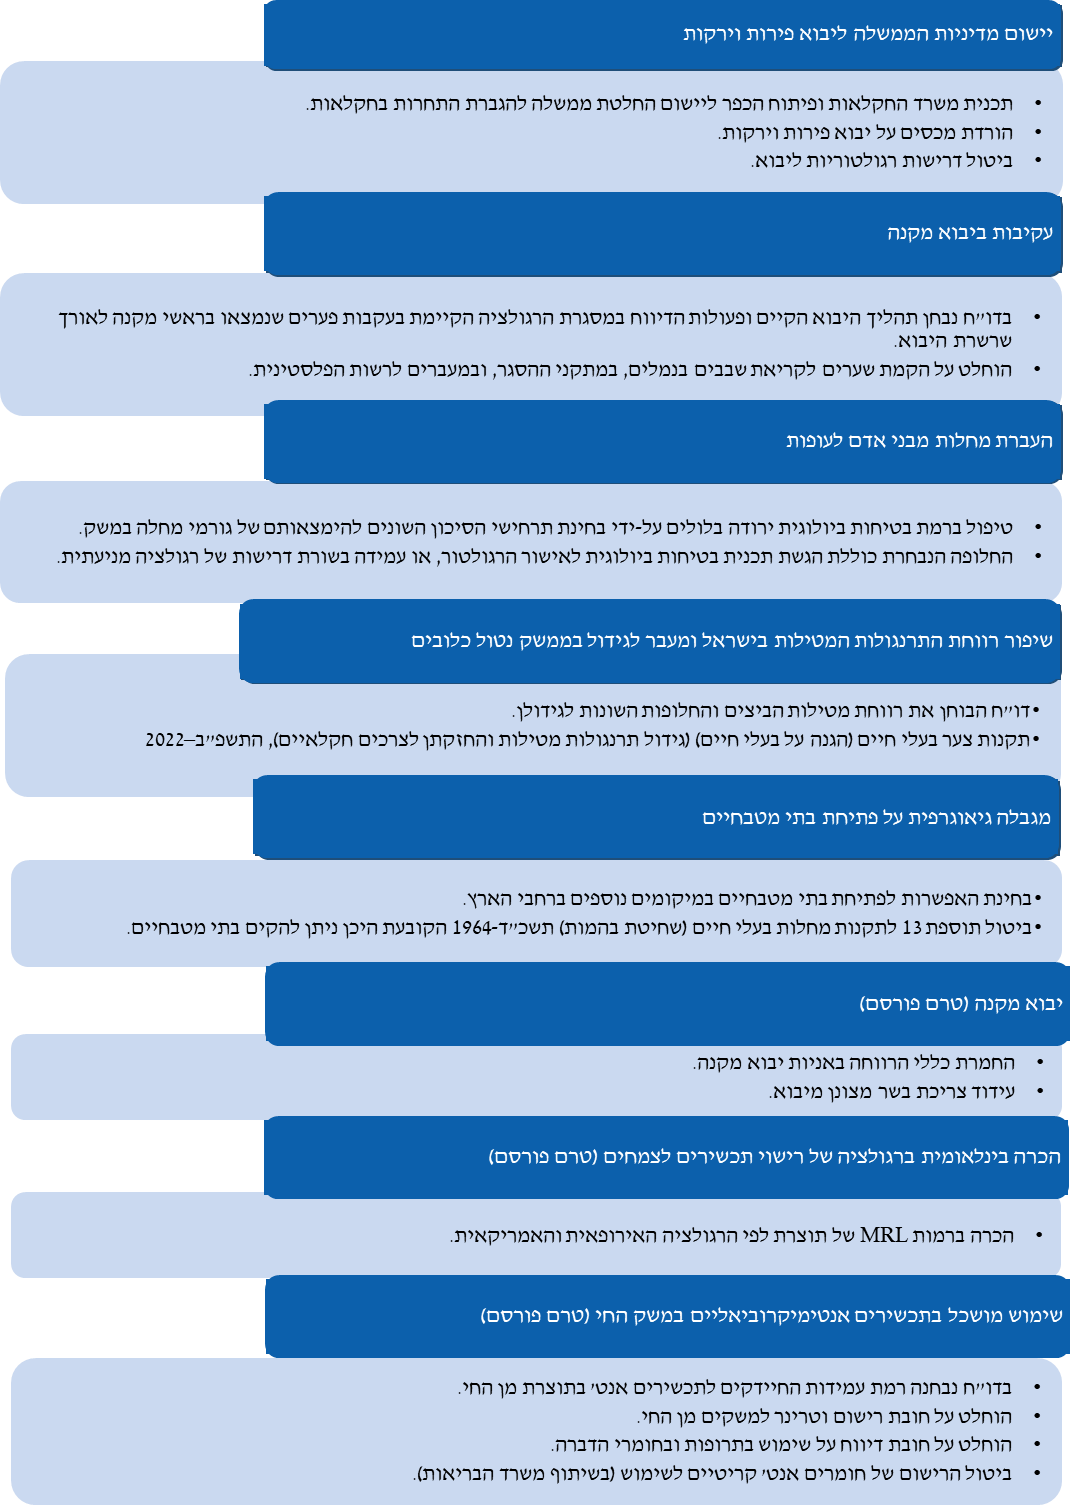 יישום מדיניות הממשלה ליבוא פירות וירקות
• תכנית משרד החקלאות ופיתוח הכפר ליישום החלטת ממשלה להגברת התחרות בחקלאות.
• הורדת מכסים על יבוא פירות וירקות.
• ביטול דרישות רגולטוריות ליבוא.
עקיבות ביבוא מקנה
• בדו״ח נבחן תהליך היבוא הקיים ופעולות הדיווח במסגרת הרגולציה הקיימת בעקבות פערים שנמצאו בראשי מקנה לאורך
שרשרת היבוא.
• הוחלט על הקמת שערים לקריאת שבבים בנמלים, במתקני ההסגר, ובמעברים לרשות הפלסטינית.
העברת מחלות מבני אדם לעופות
• טיפול ברמת בטיחות ביולוגית ירודה בלולים על-ידי בחינת תרחישי הסיכון השונים להימצאותם של גורמי מחלה במשק.
• החלופה הנבחרת כוללת הגשת תכנית בטיחות ביולוגית לאישור הרגולטור, או עמידה בשורת דרישות של רגולציה מניעתית.
שיפור רווחת התרנגולות המטילות בישראל ומעבר לגידול בממשק נטול כלובים
•דו״ח הבוחן את רווחת מטילות הביצים והחלופות השונות לגידולן.
•תקנות צער בעלי חיים (הגנה על בעלי חיים) (גידול תרנגולות מטילות והחזקתן לצרכים חקלאיים), התשפ״ב–2022
מגבלה גיאוגרפית על פתיחת בתי מטבחיים
•בחינת האפשרות לפתיחת בתי מטבחיים במיקומים נוספים ברחבי הארץ.
•ביטול תוספת 13 לתקנות מחלות בעלי חיים (שחיטת בהמות) תשכ״ד-1964 הקובעת היכן ניתן להקים בתי מטבחיים.
יבוא מקנה (טרם פורסם)
• החמרת כללי הרווחה באניות יבוא מקנה.
• עידוד צריכת בשר מצונן מיבוא.
הכרה בינלאומית ברגולציה של רישוי תכשירים לצמחים (טרם פורסם)
• הכרה ברמות MRL של תוצרת לפי הרגולציה האירופאית והאמריקאית.
שימוש מושכל בתכשירים אנטימיקרוביאליים במשק החי (טרם פורסם)
• בדו״ח נבחנה רמת עמידות החיידקים לתכשירים אנט׳ בתוצרת מן החי.
• הוחלט על חובת רישום וטרינר למשקים מן החי.
• הוחלט על חובת דיווח על שימוש בתרופות ובחומרי הדברה.
• ביטול הרישום של חומרים אנט׳ קריטיים לשימוש (בשיתוף משרד הבריאות).